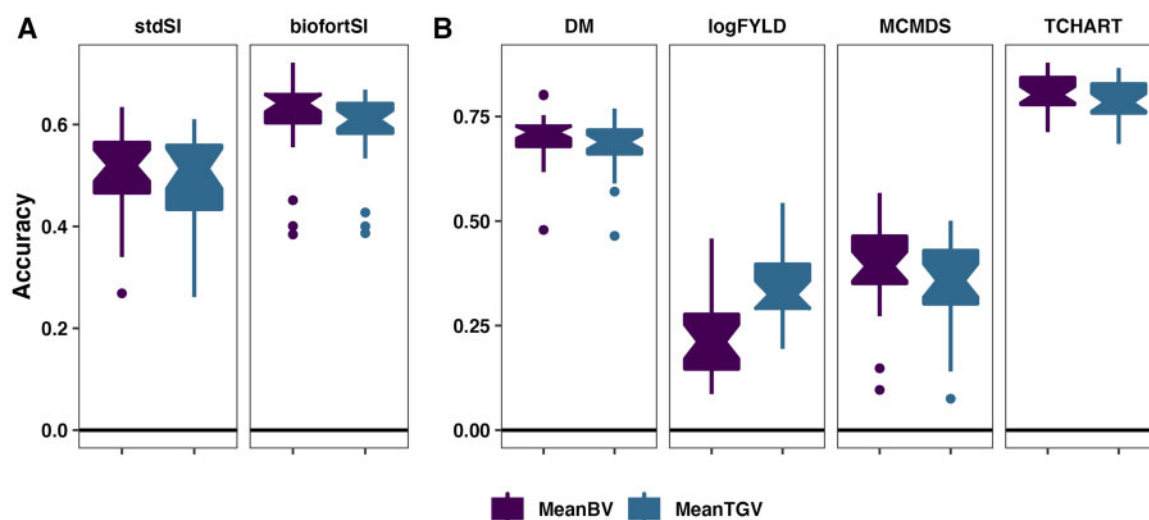 A
stdSI
biofortSI
Accuracy
0.6
0.4
0.2
0.0
B
DM
logFYLD
MCMDS
TCHART
0.75
0.50
0.25
0.00
MeanBV
MeanTGV